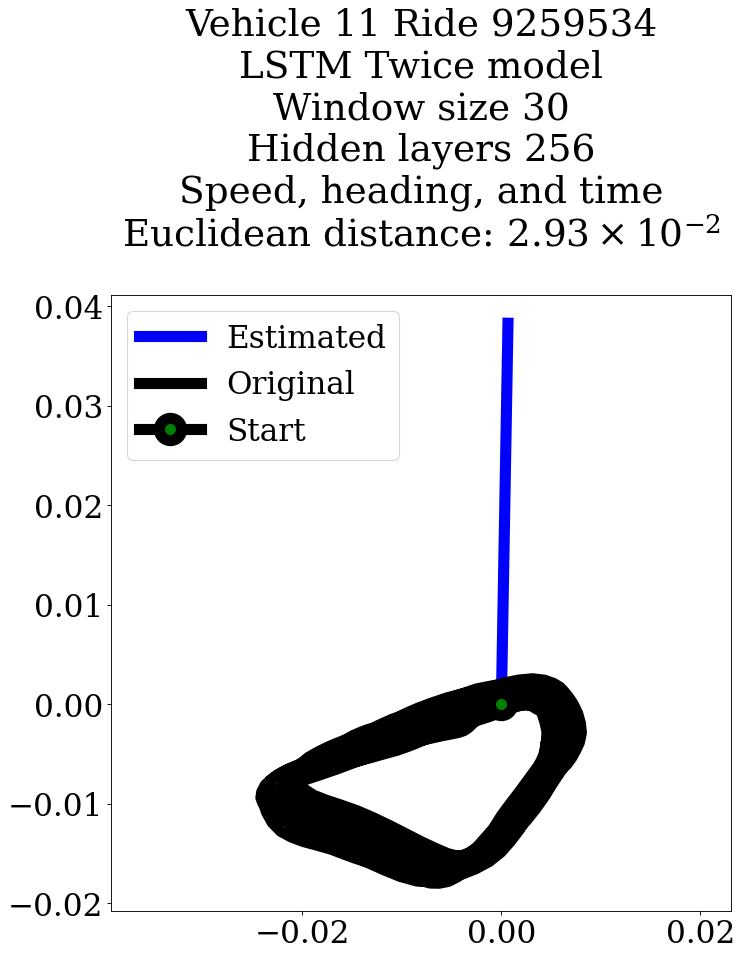 Vehicle 11 Ride 9259534
LSTM Twice model
Window size 30
Hidden layers 256
Speed, heading, and time
Euclidean distance: 2.93 × 10⁻²
Estimated
Original
Start
0.04
0.03
0.02
0.01
0.00
−0.01
−0.02
−0.02 0.00 0.02